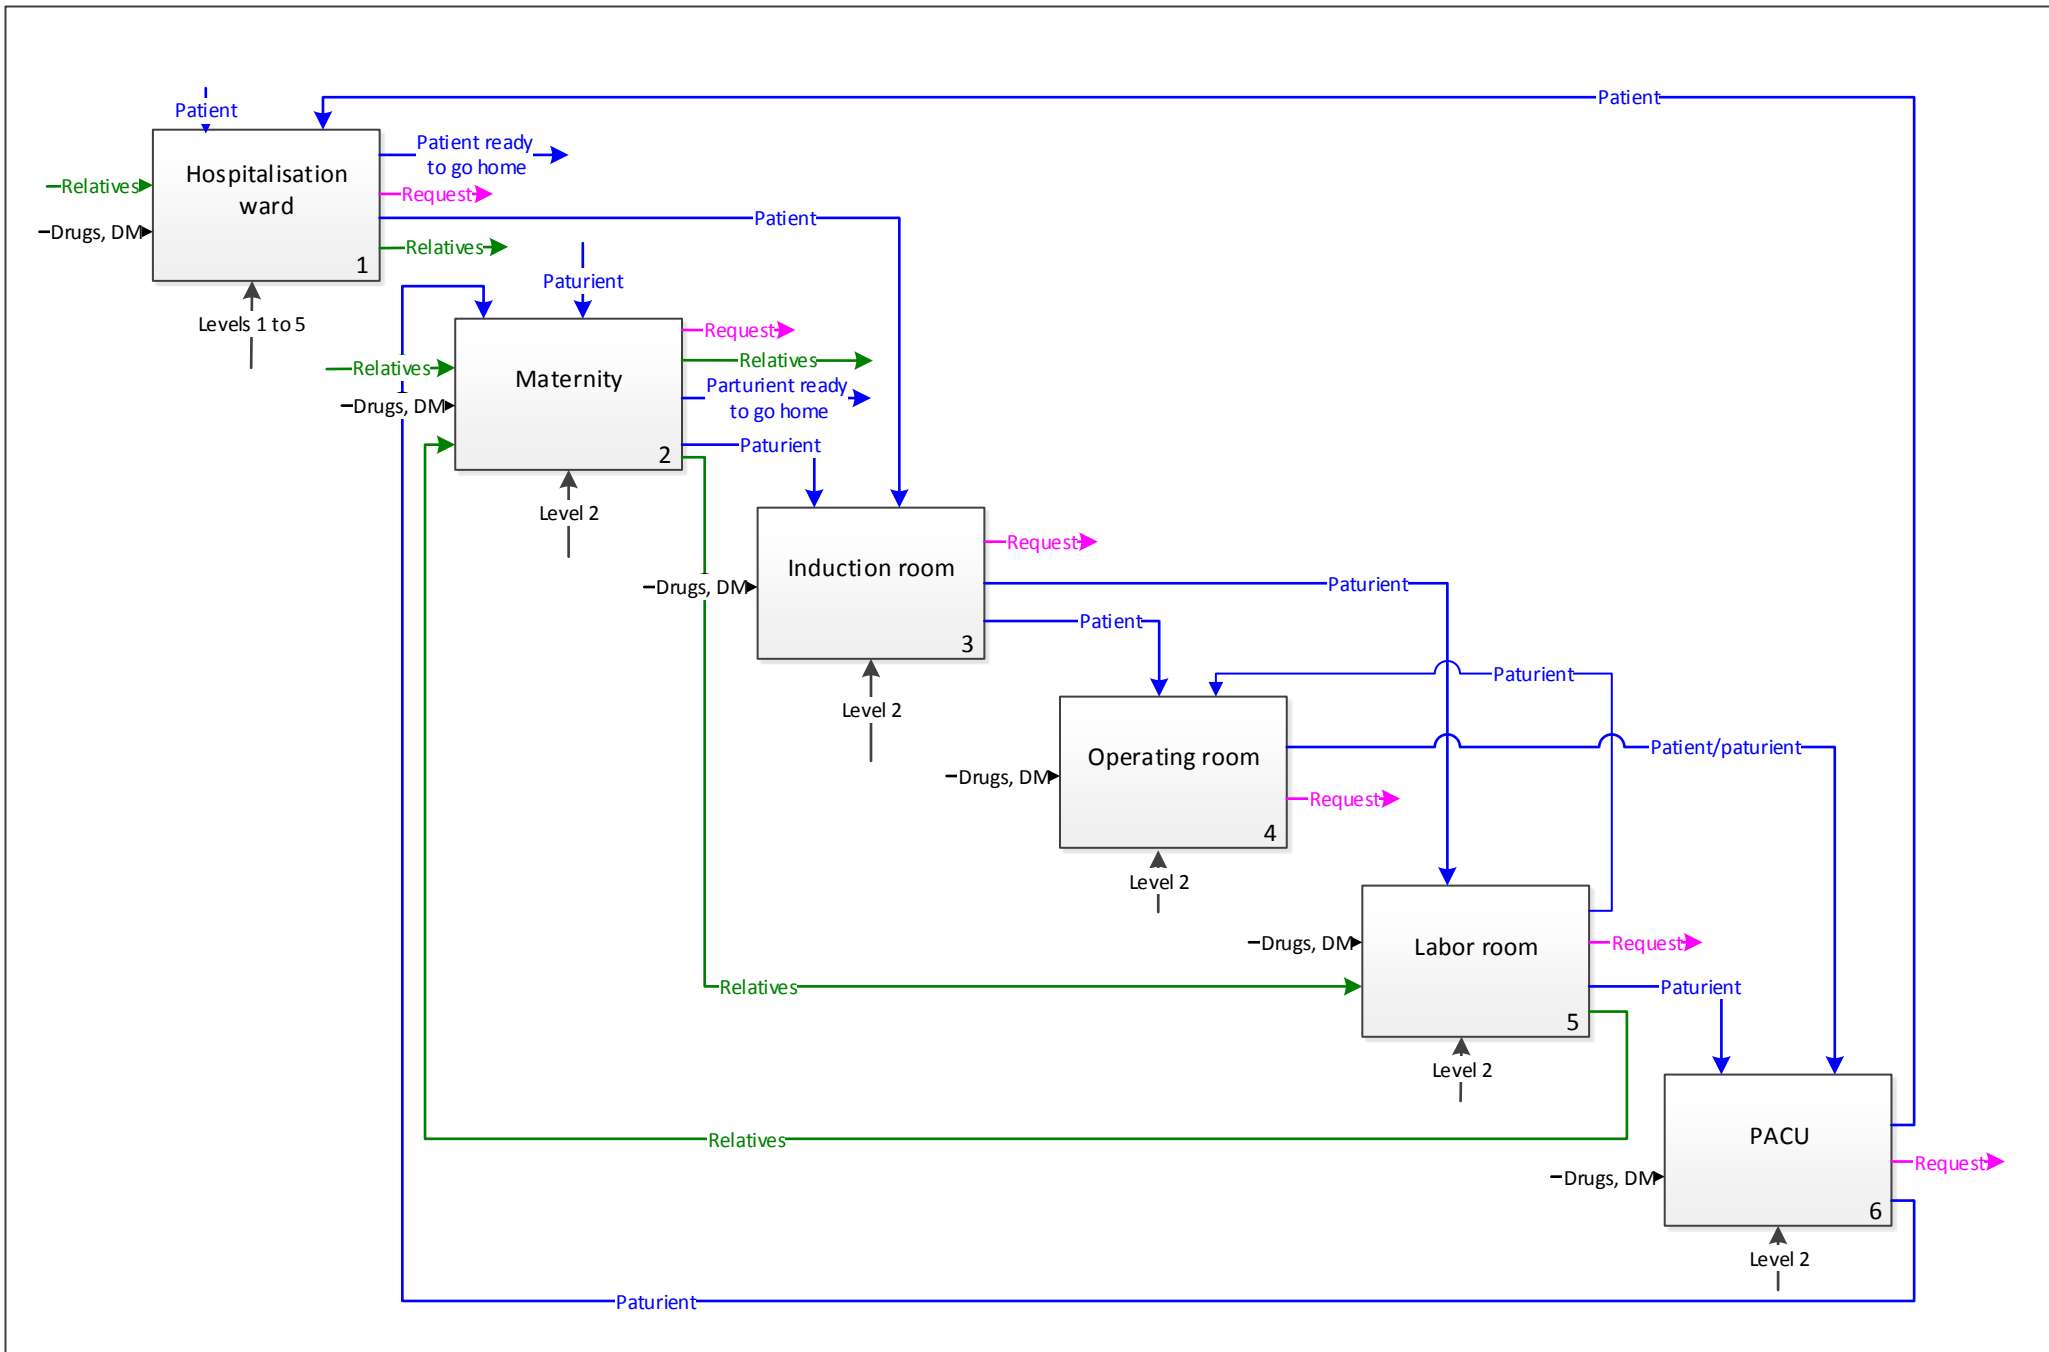 Patient
Patient
Hospitalisation
ward
1
Relatives
Drugs, DM
Patient ready
to go home
Request
Patient
Relatives
Levels 1 to 5
Paturient
Maternity
2
Relatives
Drugs, DM
Request
Relatives
Parturient ready
to go home
Paturient
Level 2
Induction room
3
Drugs, DM
Request
Paturient
Patient
Level 2
Paturient
Operating room
4
Drugs, DM
Patient/paturient
Request
Level 2
Labor room
5
Drugs, DM
Relatives
Request
Paturient
Level 2
Relatives
PACU
6
Drugs, DM
Request
Level 2
Paturient